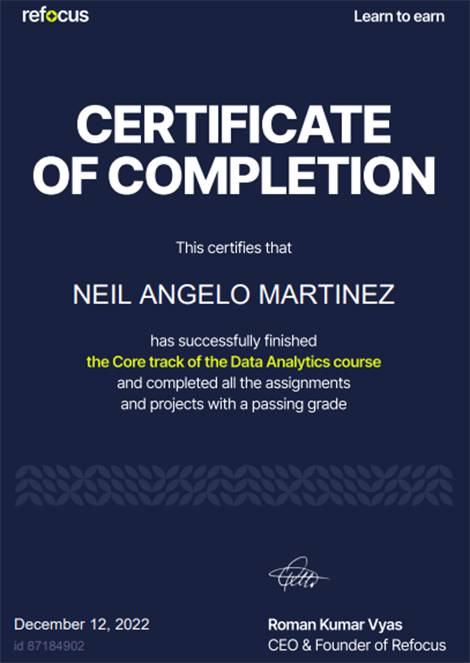 refocus
Learn to earn
CERTIFICATE
OF COMPLETION
This certifies that
NEIL ANGELO MARTINEZ
has successfully finished
the Core track of the Data Analytics course
and completed all the assignments
and projects with a passing grade
December 12, 2022
id 87184902
Roman Kumar Vyas
CEO & Founder of Refocus